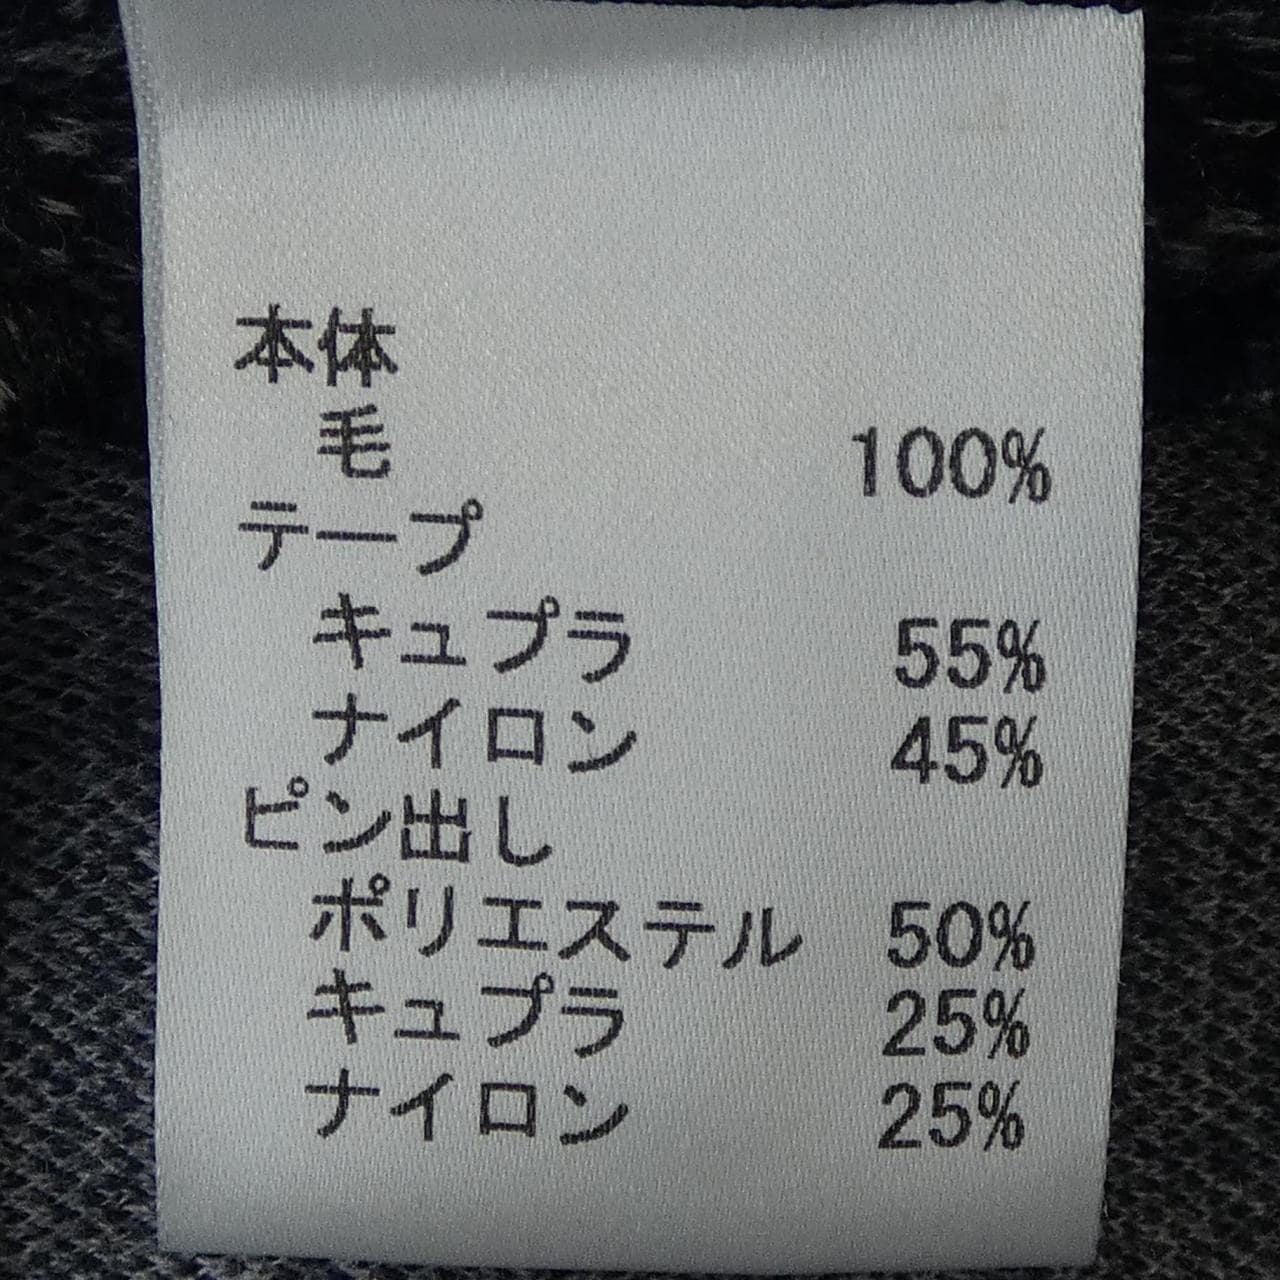 本体
毛 100%
テープ
キュプラ 55%
ナイロン 45%
ピン出し
ポリエステル 50%
キュプラ 25%
ナイロン 25%